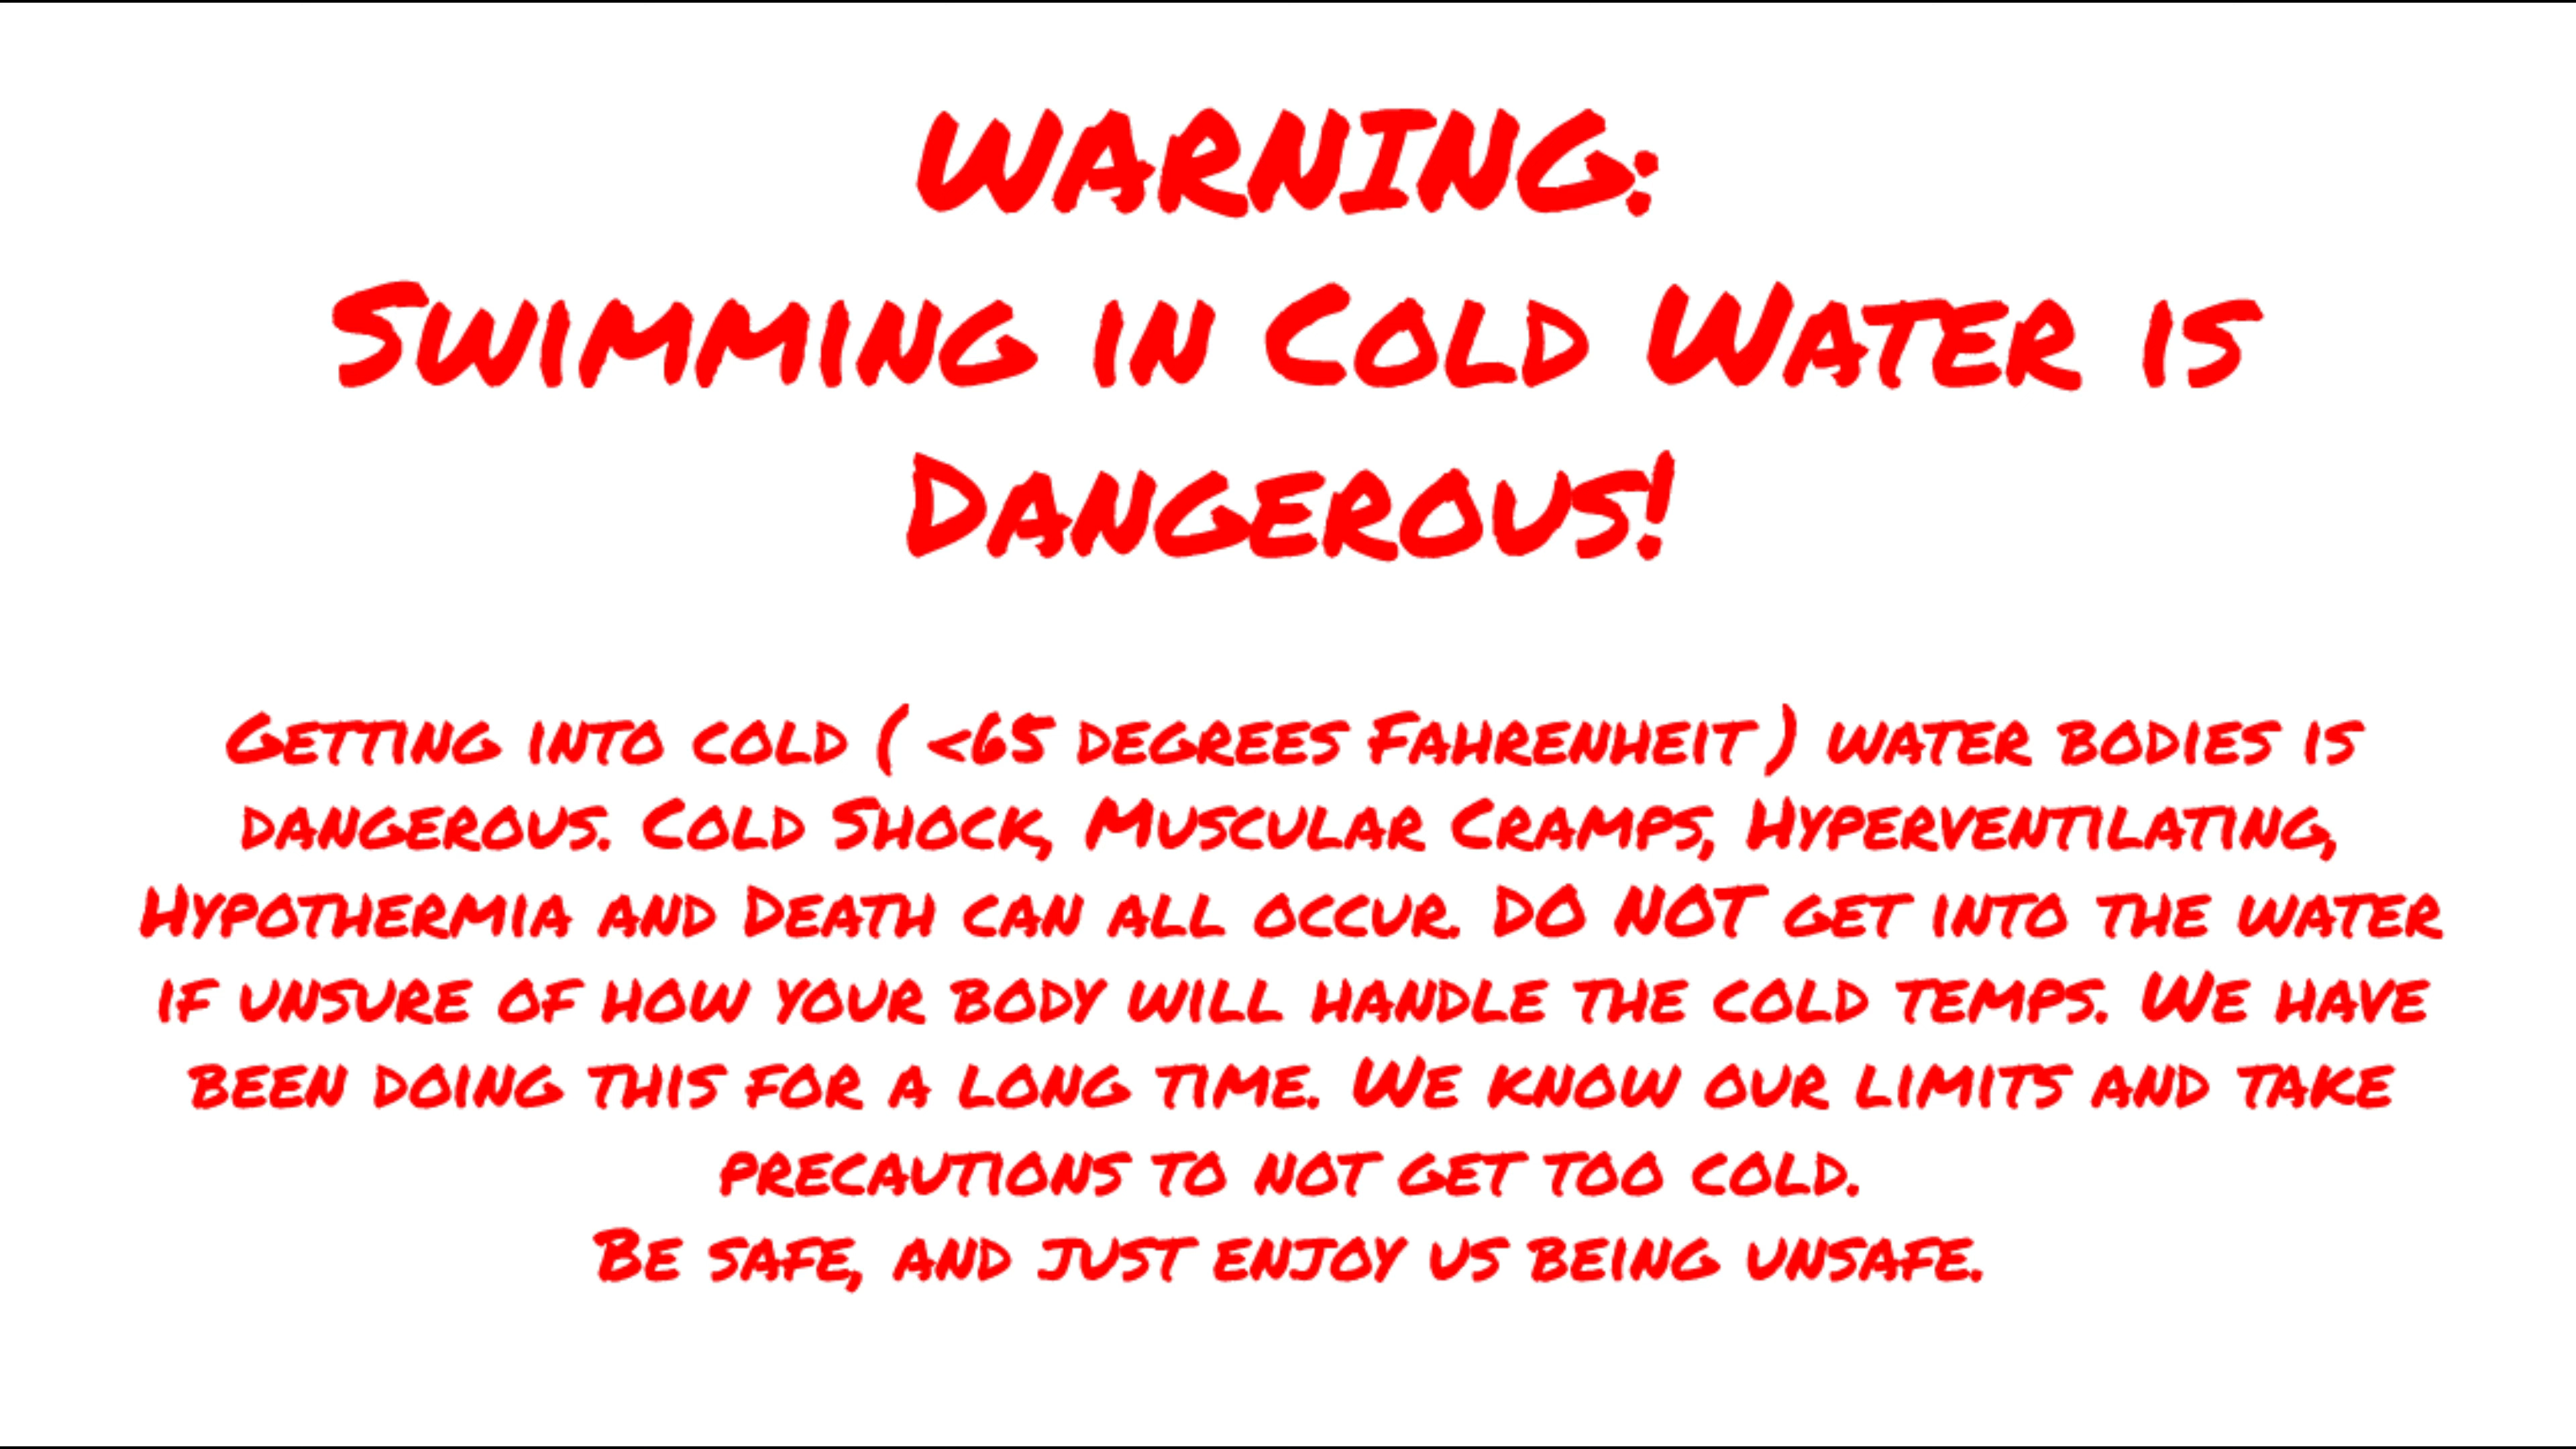 WARNING:
Swimming in Cold Water is
Dangerous!
Getting into cold ( <65 degrees Fahrenheit ) water bodies is
dangerous. Cold Shock, Muscular Cramps, Hyperventilating,
Hypothermia and Death can all occur. DO NOT get into the water
if unsure of how your body will handle the cold temps. We have
been doing this for a long time. We know our limits and take
precautions to not get too cold.
Be safe, and just enjoy us being unsafe.